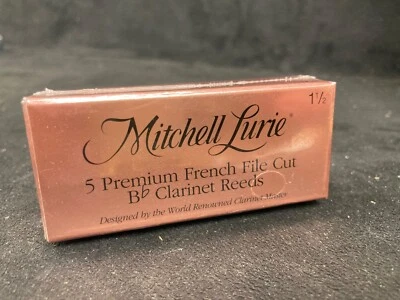 1½
Mitchell Lurie®
5 Premium French File Cut
B♭ Clarinet Reeds
Designed by the World Renowned Clarinet Master